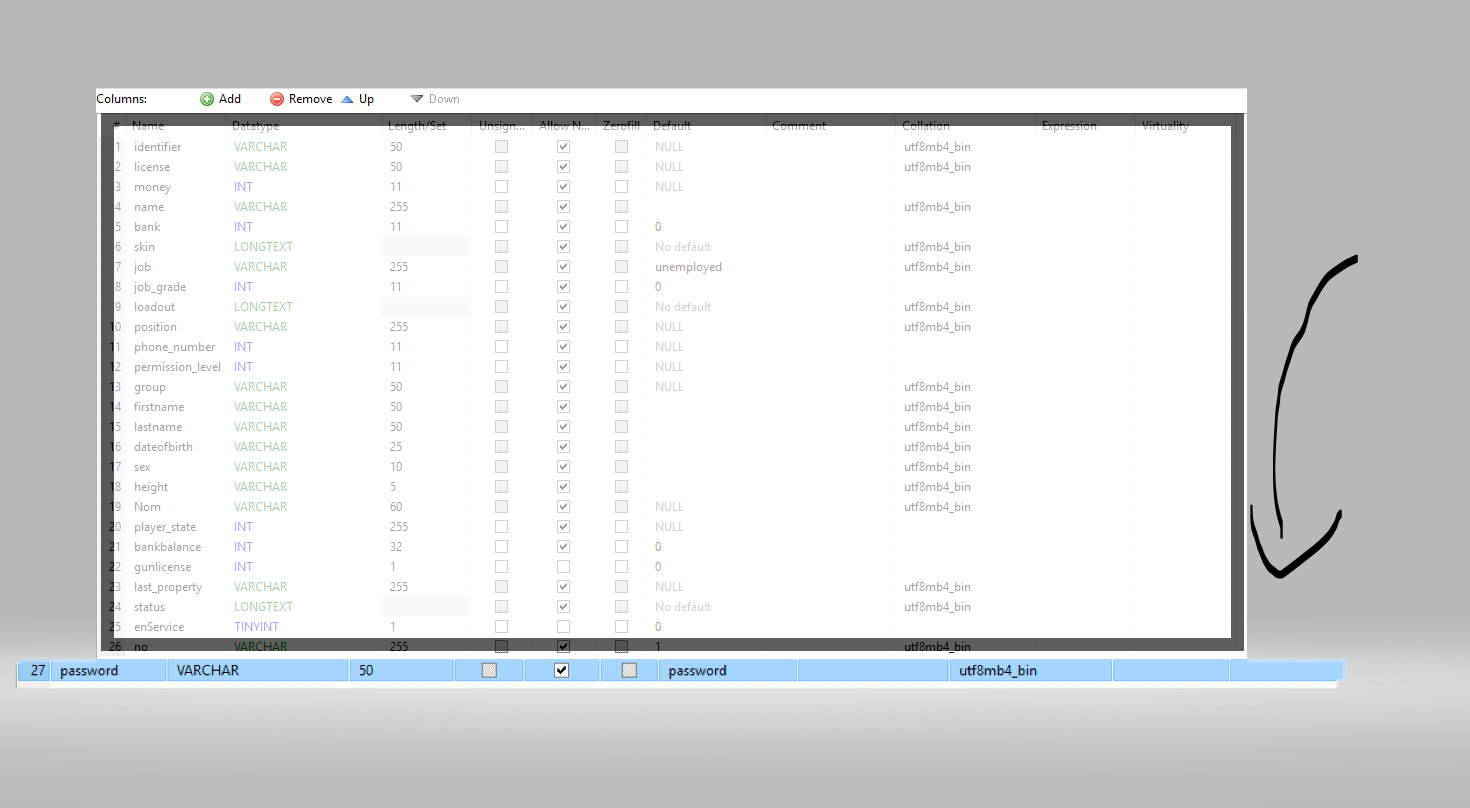 Columns: Add Remove Up Down
# Name Datatype Length/Set Unsign... Allow N... Zerofill Default Comment Collation Expression Virtuality
1 identifier VARCHAR 50 NULL utf8mb4_bin
2 license VARCHAR 50 NULL utf8mb4_bin
3 money INT 11 NULL
4 name VARCHAR 255 utf8mb4_bin
5 bank INT 11 0
6 skin LONGTEXT No default utf8mb4_bin
7 job VARCHAR 255 unemployed utf8mb4_bin
8 job_grade INT 11 0
9 loadout LONGTEXT No default utf8mb4_bin
10 position VARCHAR 255 NULL utf8mb4_bin
11 phone_number INT 11 NULL
12 permission_level INT 11 NULL
13 group VARCHAR 50 NULL utf8mb4_bin
14 firstname VARCHAR 50 utf8mb4_bin
15 lastname VARCHAR 50 utf8mb4_bin
16 dateofbirth VARCHAR 25 utf8mb4_bin
17 sex VARCHAR 10 utf8mb4_bin
18 height VARCHAR 5 utf8mb4_bin
19 Nom VARCHAR 60 NULL utf8mb4_bin
20 player_state INT 255 NULL
21 bankbalance INT 32 0
22 gunlicense INT 1 0
23 last_property VARCHAR 255 NULL utf8mb4_bin
24 status LONGTEXT No default utf8mb4_bin
25 enService TINYINT 1 0
26 no VARCHAR 255 1 utf8mb4_bin
27 password VARCHAR 50 password utf8mb4_bin